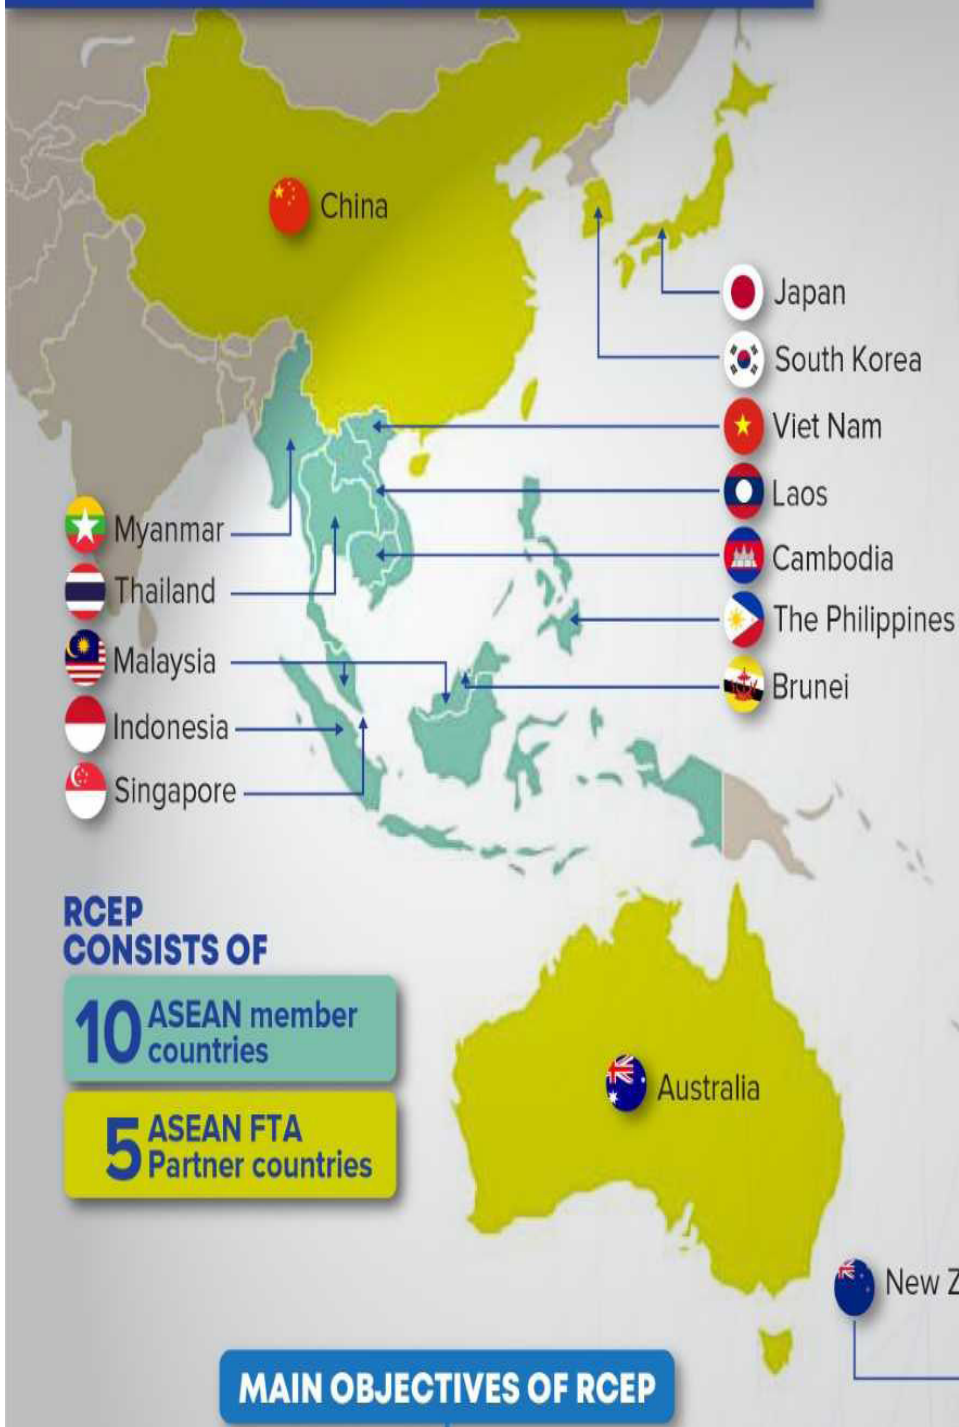 China
Japan
South Korea
Viet Nam
Laos
Cambodia
The Philippines
Brunei
Myanmar
Thailand
Malaysia
Indonesia
Singapore
RCEP
CONSISTS OF
10 ASEAN member
countries
5 ASEAN FTA
Partner countries
Australia
New Z
MAIN OBJECTIVES OF RCEP